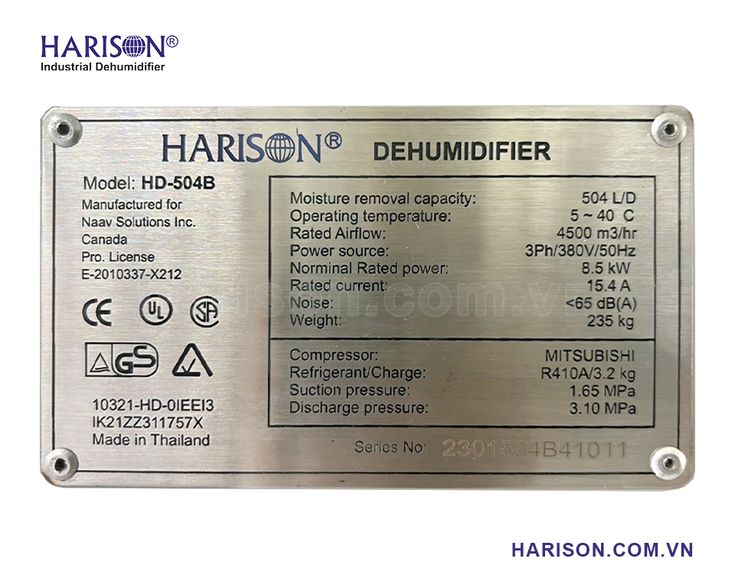 HARISON®
Industrial Dehumidifier
HARISON® DEHUMIDIFIER
Model: HD-504B
Manufactured for
Naav Solutions Inc.
Canada
Pro. License
E-2010337-X212
CE UL SA
GS
10321-HD-0IEEI3
IK21ZZ311757X
Made in Thailand
Moisture removal capacity: 504 L/D
Operating temperature: 5 ~ 40 C
Rated Airflow: 4500 m3/hr
Power source: 3Ph/380V/50Hz
Norminal Rated power: 8.5 kW
Rated current: 15.4 A
Noise: <65 dB(A)
Weight: 235 kg
Compressor: MITSUBISHI
Refrigerant/Charge: R410A/3.2 kg
Suction pressure: 1.65 MPa
Discharge pressure: 3.10 MPa
Series No: 2301504B41011
HARISON.COM.VN